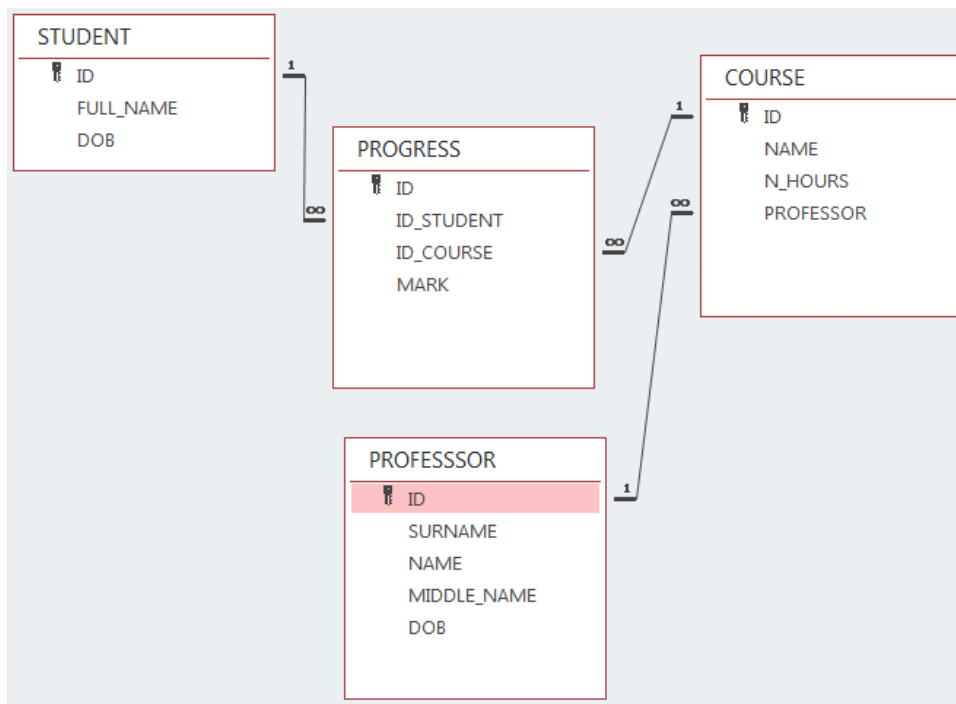 STUDENT
ID
FULL_NAME
DOB
1
∞
PROGRESS
ID
ID_STUDENT
ID_COURSE
MARK
∞
1
COURSE
ID
NAME
N_HOURS
PROFESSOR
∞
1
PROFESSSOR
ID
SURNAME
NAME
MIDDLE_NAME
DOB